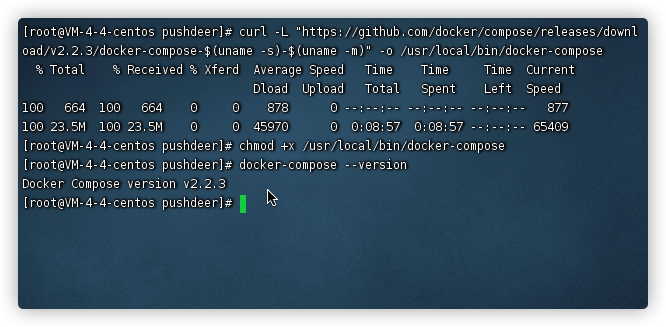 [root@VM-4-4-centos pushdeer]# curl -L "https://github.com/docker/compose/releases/downl
oad/v2.2.3/docker-compose-$(uname -s)-$(uname -m)" -o /usr/local/bin/docker-compose
  % Total    % Received % Xferd  Average Speed   Time    Time     Time  Current
                                 Dload  Upload   Total   Spent    Left  Speed
100   664  100   664    0     0    878      0 --:--:-- --:--:-- --:--:--   877
100 23.5M  100 23.5M    0     0  45970      0  0:08:57  0:08:57 --:--:-- 65409
[root@VM-4-4-centos pushdeer]# chmod +x /usr/local/bin/docker-compose
[root@VM-4-4-centos pushdeer]# docker-compose --version
Docker Compose version v2.2.3
[root@VM-4-4-centos pushdeer]#